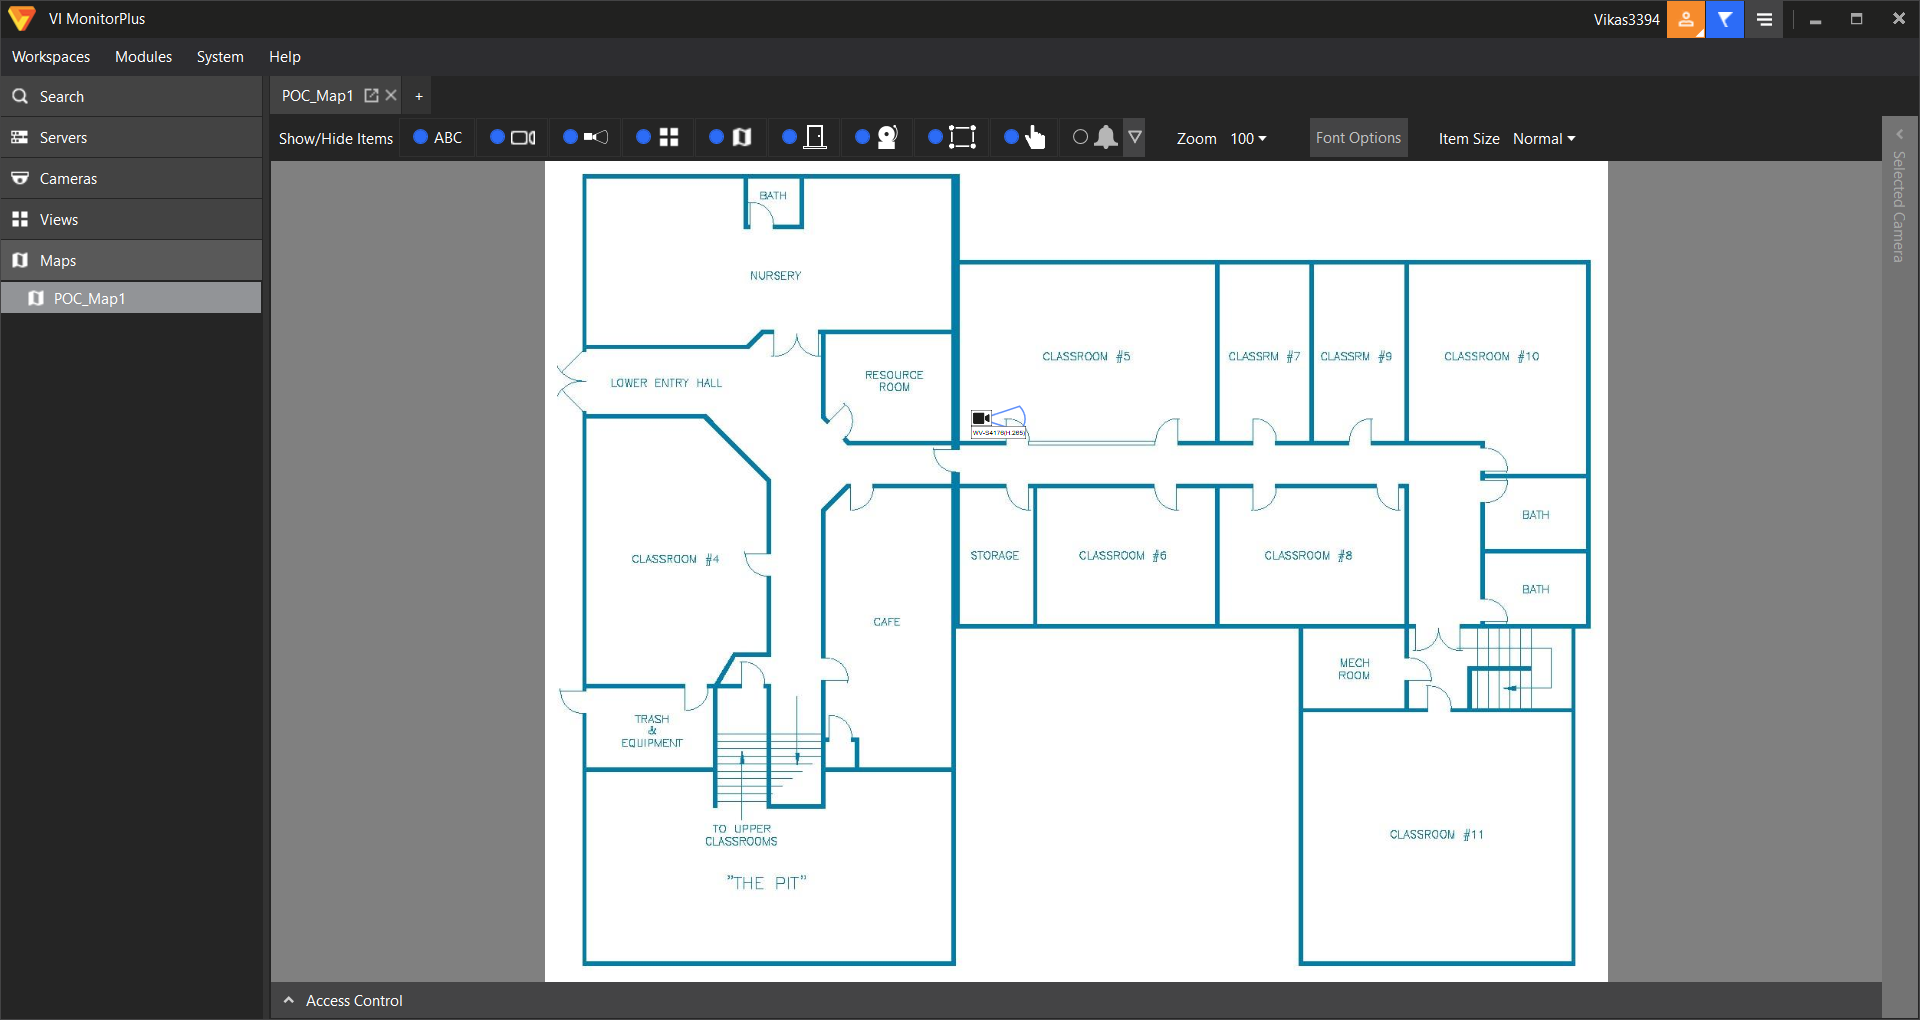 VI MonitorPlus
Vikas3394
Workspaces Modules System Help
Search
Servers
Cameras
Views
Maps
POC_Map1
POC_Map1
+
Show/Hide Items ABC
Zoom 100
Font Options
Item Size Normal
Selected Camera
BATH
NURSERY
LOWER ENTRY HALL
RESOURCE
ROOM
CLASSROOM #5
CLASSRM #7
CLASSRM #9
CLASSROOM #10
WV-S4176(H.265)
CLASSROOM #4
STORAGE
CLASSROOM #6
CLASSROOM #8
BATH
BATH
CAFE
MECH
ROOM
TRASH
&
EQUIPMENT
TO UPPER
CLASSROOMS
"THE PIT"
CLASSROOM #11
Access Control